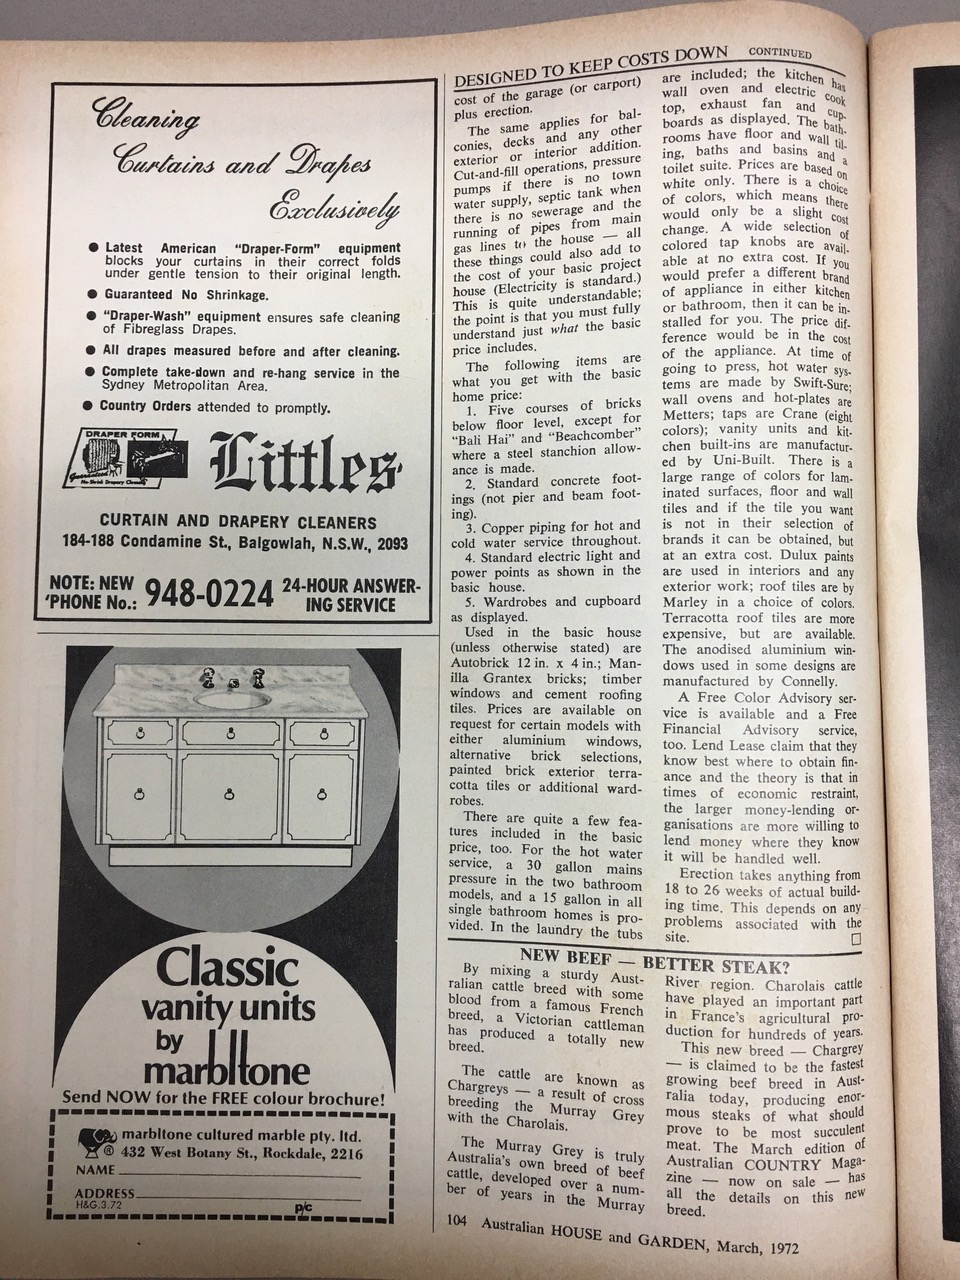 Cleaning
Curtains and Drapes
Exclusively
● Latest American "Draper-Form" equipment
blocks your curtains in their correct folds
under gentle tension to their original length.
● Guaranteed No Shrinkage.
● "Draper-Wash" equipment ensures safe cleaning
of Fibreglass Drapes.
● All drapes measured before and after cleaning.
● Complete take-down and re-hang service in the
Sydney Metropolitan Area.
● Country Orders attended to promptly.
DRAPER FORM
Guaranteed
No-Shrink Drapery Cleaning
Littles'
CURTAIN AND DRAPERY CLEANERS
184-188 Condamine St., Balgowlah, N.S.W., 2093
NOTE: NEW
'PHONE No.:
948-0224
24-HOUR ANSWER-
ING SERVICE
Classic
vanity units
by
marbltone
Send NOW for the FREE colour brochure!
marbltone cultured marble pty. ltd.
® 432 West Botany St., Rockdale, 2216
NAME
ADDRESS
H&G.3.72
p/c
DESIGNED TO KEEP COSTS DOWN CONTINUED
cost of the garage (or carport)
plus erection.
The same applies for bal-
conies, decks and any other
exterior or interior addition.
Cut-and-fill operations, pressure
pumps if there is no town
water supply, septic tank when
there is no sewerage and the
running of pipes from main
gas lines to the house — all
these things could also add to
the cost of your basic project
house (Electricity is standard.)
This is quite understandable;
the point is that you must fully
understand just what the basic
price includes.
The following items are
what you get with the basic
home price:
1. Five courses of bricks
below floor level, except for
"Bali Hai" and "Beachcomber"
where a steel stanchion allow-
ance is made.
2. Standard concrete foot-
ings (not pier and beam foot-
ing).
3. Copper piping for hot and
cold water service throughout.
4. Standard electric light and
power points as shown in the
basic house.
5. Wardrobes and cupboard
as displayed.
Used in the basic house
(unless otherwise stated) are
Autobrick 12 in. x 4 in.; Man-
illa Grantex bricks; timber
windows and cement roofing
tiles. Prices are available on
request for certain models with
either aluminium windows,
alternative brick selections,
painted brick exterior terra-
cotta tiles or additional ward-
robes.
There are quite a few fea-
tures included in the basic
price, too. For the hot water
service, a 30 gallon mains
pressure in the two bathroom
models, and a 15 gallon in all
single bathroom homes is pro-
vided. In the laundry the tubs
are included; the kitchen has
wall oven and electric cook
top, exhaust fan and cup-
boards as displayed. The bath-
rooms have floor and wall til-
ing, baths and basins and a
toilet suite. Prices are based on
white only. There is a choice
of colors, which means there
would only be a slight cost
change. A wide selection of
colored tap knobs are avail-
able at no extra cost. If you
would prefer a different brand
of appliance in either kitchen
or bathroom, then it can be in-
stalled for you. The price dif-
ference would be in the cost
of the appliance. At time of
going to press, hot water sys-
tems are made by Swift-Sure;
wall ovens and hot-plates are
Metters; taps are Crane (eight
colors); vanity units and kit-
chen built-ins are manufactur-
ed by Uni-Built. There is a
large range of colors for lam-
inated surfaces, floor and wall
tiles and if the tile you want
is not in their selection of
brands it can be obtained, but
at an extra cost. Dulux paints
are used in interiors and any
exterior work; roof tiles are by
Marley in a choice of colors.
Terracotta roof tiles are more
expensive, but are available.
The anodised aluminium win-
dows used in some designs are
manufactured by Connelly.
A Free Color Advisory ser-
vice is available and a Free
Financial Advisory service,
too. Lend Lease claim that they
know best where to obtain fin-
ance and the theory is that in
times of economic restraint,
the larger money-lending or-
ganisations are more willing to
lend money where they know
it will be handled well.
Erection takes anything from
18 to 26 weeks of actual build-
ing time. This depends on any
problems associated with the
site. □
NEW BEEF — BETTER STEAK?
By mixing a sturdy Aust-
ralian cattle breed with some
blood from a famous French
breed, a Victorian cattleman
has produced a totally new
breed.
The cattle are known as
Chargreys — a result of cross
breeding the Murray Grey
with the Charolais.
The Murray Grey is truly
Australia's own breed of beef
cattle, developed over a num-
ber of years in the Murray
River region. Charolais cattle
have played an important part
in France's agricultural pro-
duction for hundreds of years.
This new breed — Chargrey
— is claimed to be the fastest
growing beef breed in Aust-
ralia today, producing enor-
mous steaks of what should
prove to be most succulent
meat. The March edition of
Australian COUNTRY Maga-
zine — now on sale — has
all the details on this new
breed.
104 Australian HOUSE and GARDEN, March, 1972